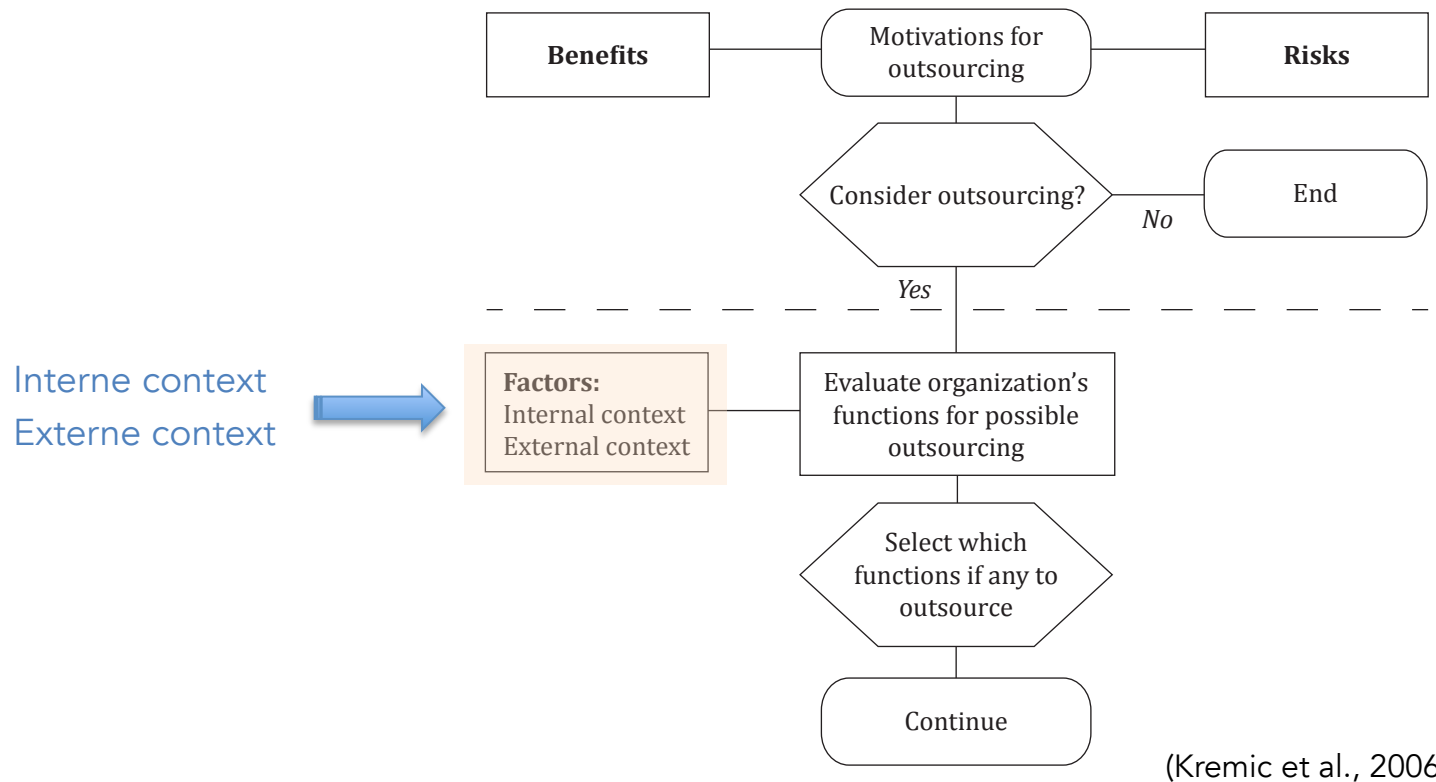 Benefits
Motivations for
outsourcing
Risks
Consider outsourcing?
No
End
Yes
Interne context
Externe context
Factors:
Internal context
External context
Evaluate organization's
functions for possible
outsourcing
Select which
functions if any to
outsource
Continue
(Kremic et al., 2006